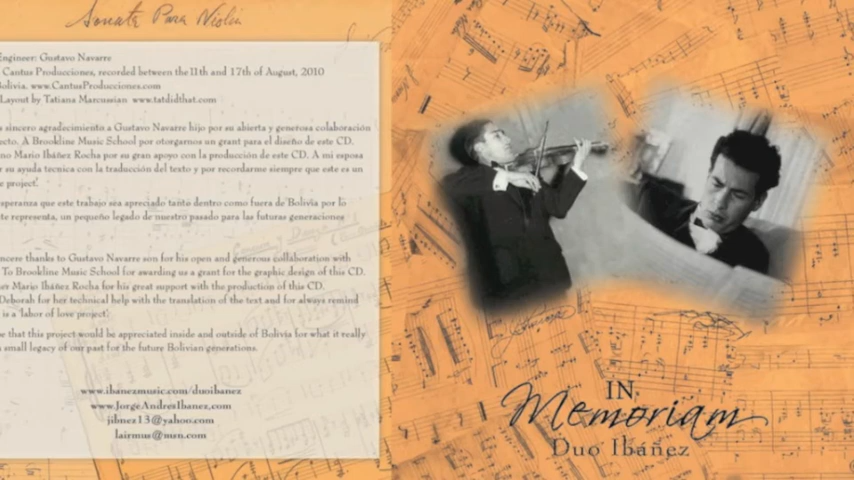 Sonata Para Violin
Engineer: Gustavo Navarre
Cantus Producciones, recorded between the 11th and 17th of August, 2010
Bolivia. www.CantusProducciones.com
Layout by Tatiana Marcussian www.tatdidthat.com
s sincero agradecimiento a Gustavo Navarre hijo por su abierta y generosa colaboración
ecto. A Brookline Music School por otorgarnos un grant para el diseño de este CD.
no Mario Ibáñez Rocha por su gran apoyo con la producción de este CD. A mi esposa
r su ayuda tecnica con la traducción del texto y por recordarme siempre que este es un
e project'.
speranza que este trabajo sea apreciado tanto dentro como fuera de Bolivia por lo
te representa, un pequeño legado de nuestro pasado para las futuras generaciones
ncere thanks to Gustavo Navarre son for his open and generous collaboration with
To Brookline Music School for awarding us a grant for the graphic design of this CD.
er Mario Ibáñez Rocha for his great support with the production of this CD.
Deborah for her technical help with the translation of the text and for always remind
is a 'labor of love project'.
e that this project would be appreciated inside and outside of Bolivia for what it really
a small legacy of our past for the future Bolivian generations.
www.ibanezmusic.com/duoibanez
www.JorgeAndresIbanez.com
jibnez13@yahoo.com
lairmus@msn.com
IN
Memoriam
Duo Ibáñez